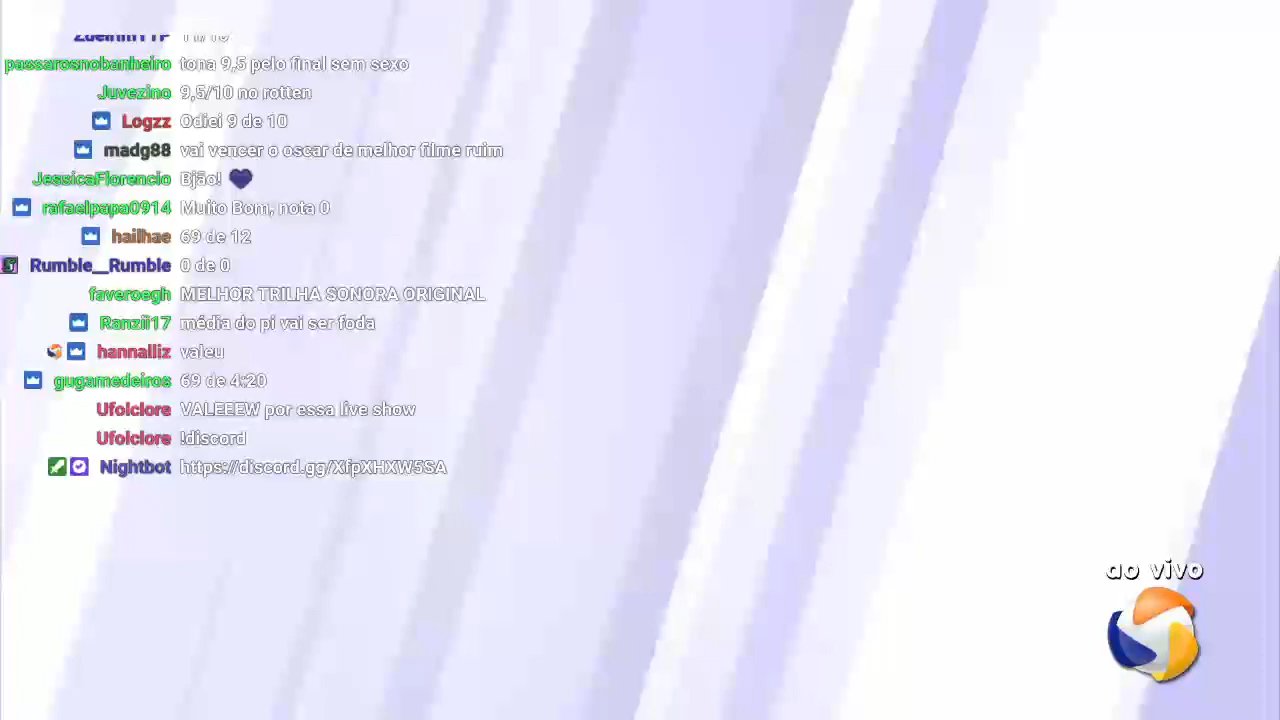 passarosnobanheiro toma 9,5 pelo final sem sexo
Juvezino 9,5/10 no rotten
Logzz Odiei 9 de 10
madg88 vai vencer o oscar de melhor filme ruim
JessicaFlorencio Bjão!
rafaelpapa0914 Muito Bom, nota 0
hailhae 69 de 12
Rumble__Rumble 0 de 0
faveroegh MELHOR TRILHA SONORA ORIGINAL
Ranzii17 média do pi vai ser foda
hannalliz valeu
gugamedeiros 69 de 4:20
Ufolclore VALEEEW por essa live show
Ufolclore !discord
Nightbot https://discord.gg/XfpXHXW5SA
ao vivo